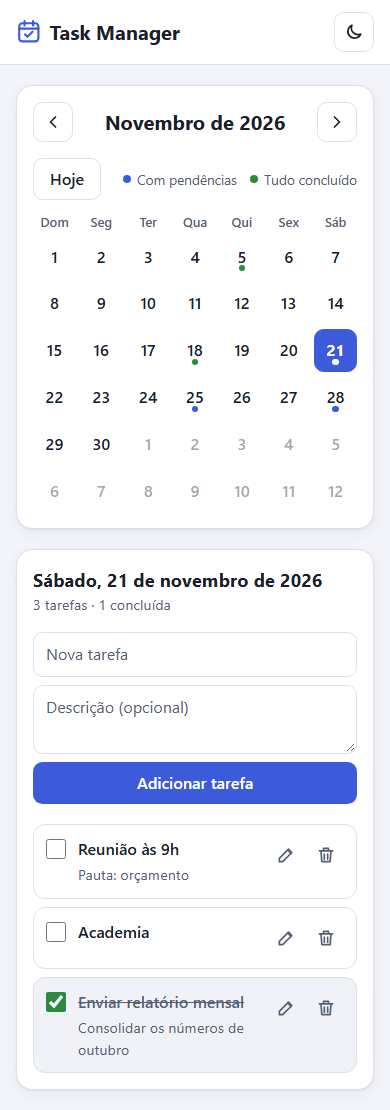 Task Manager
Novembro de 2026
Hoje
Com pendências
Tudo concluído
Dom Seg Ter Qua Qui Sex Sáb
1 2 3 4 5 6 7
8 9 10 11 12 13 14
15 16 17 18 19 20 21
22 23 24 25 26 27 28
29 30 1 2 3 4 5
6 7 8 9 10 11 12
Sábado, 21 de novembro de 2026
3 tarefas · 1 concluída
Nova tarefa
Descrição (opcional)
Adicionar tarefa
Reunião às 9h
Pauta: orçamento
Academia
Enviar relatório mensal
Consolidar os números de
outubro